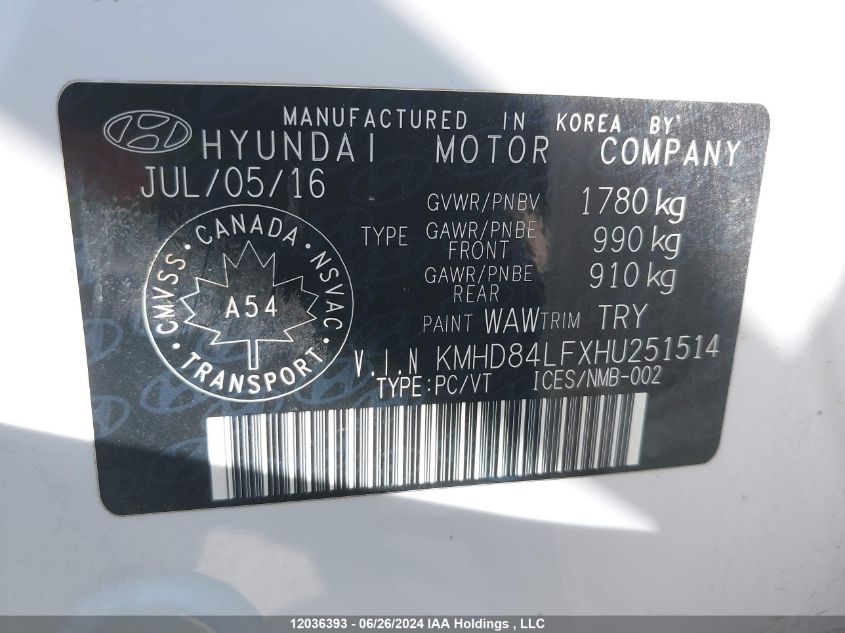 MANUFACTURED IN KOREA BY
HYUNDAI MOTOR COMPANY
JUL/05/16
GVWR/PNBV 1780 kg
TYPE GAWR/PNBE FRONT 990 kg
GAWR/PNBE REAR 910 kg
PAINT WAW TRIM TRY
V.I.N KMHD84LFXHU251514
TYPE:PC/VT ICES/NMB-002
CANADA
CMVSS · NSVAC
A54
TRANSPORT
12036393 - 06/26/2024 IAA Holdings , LLC